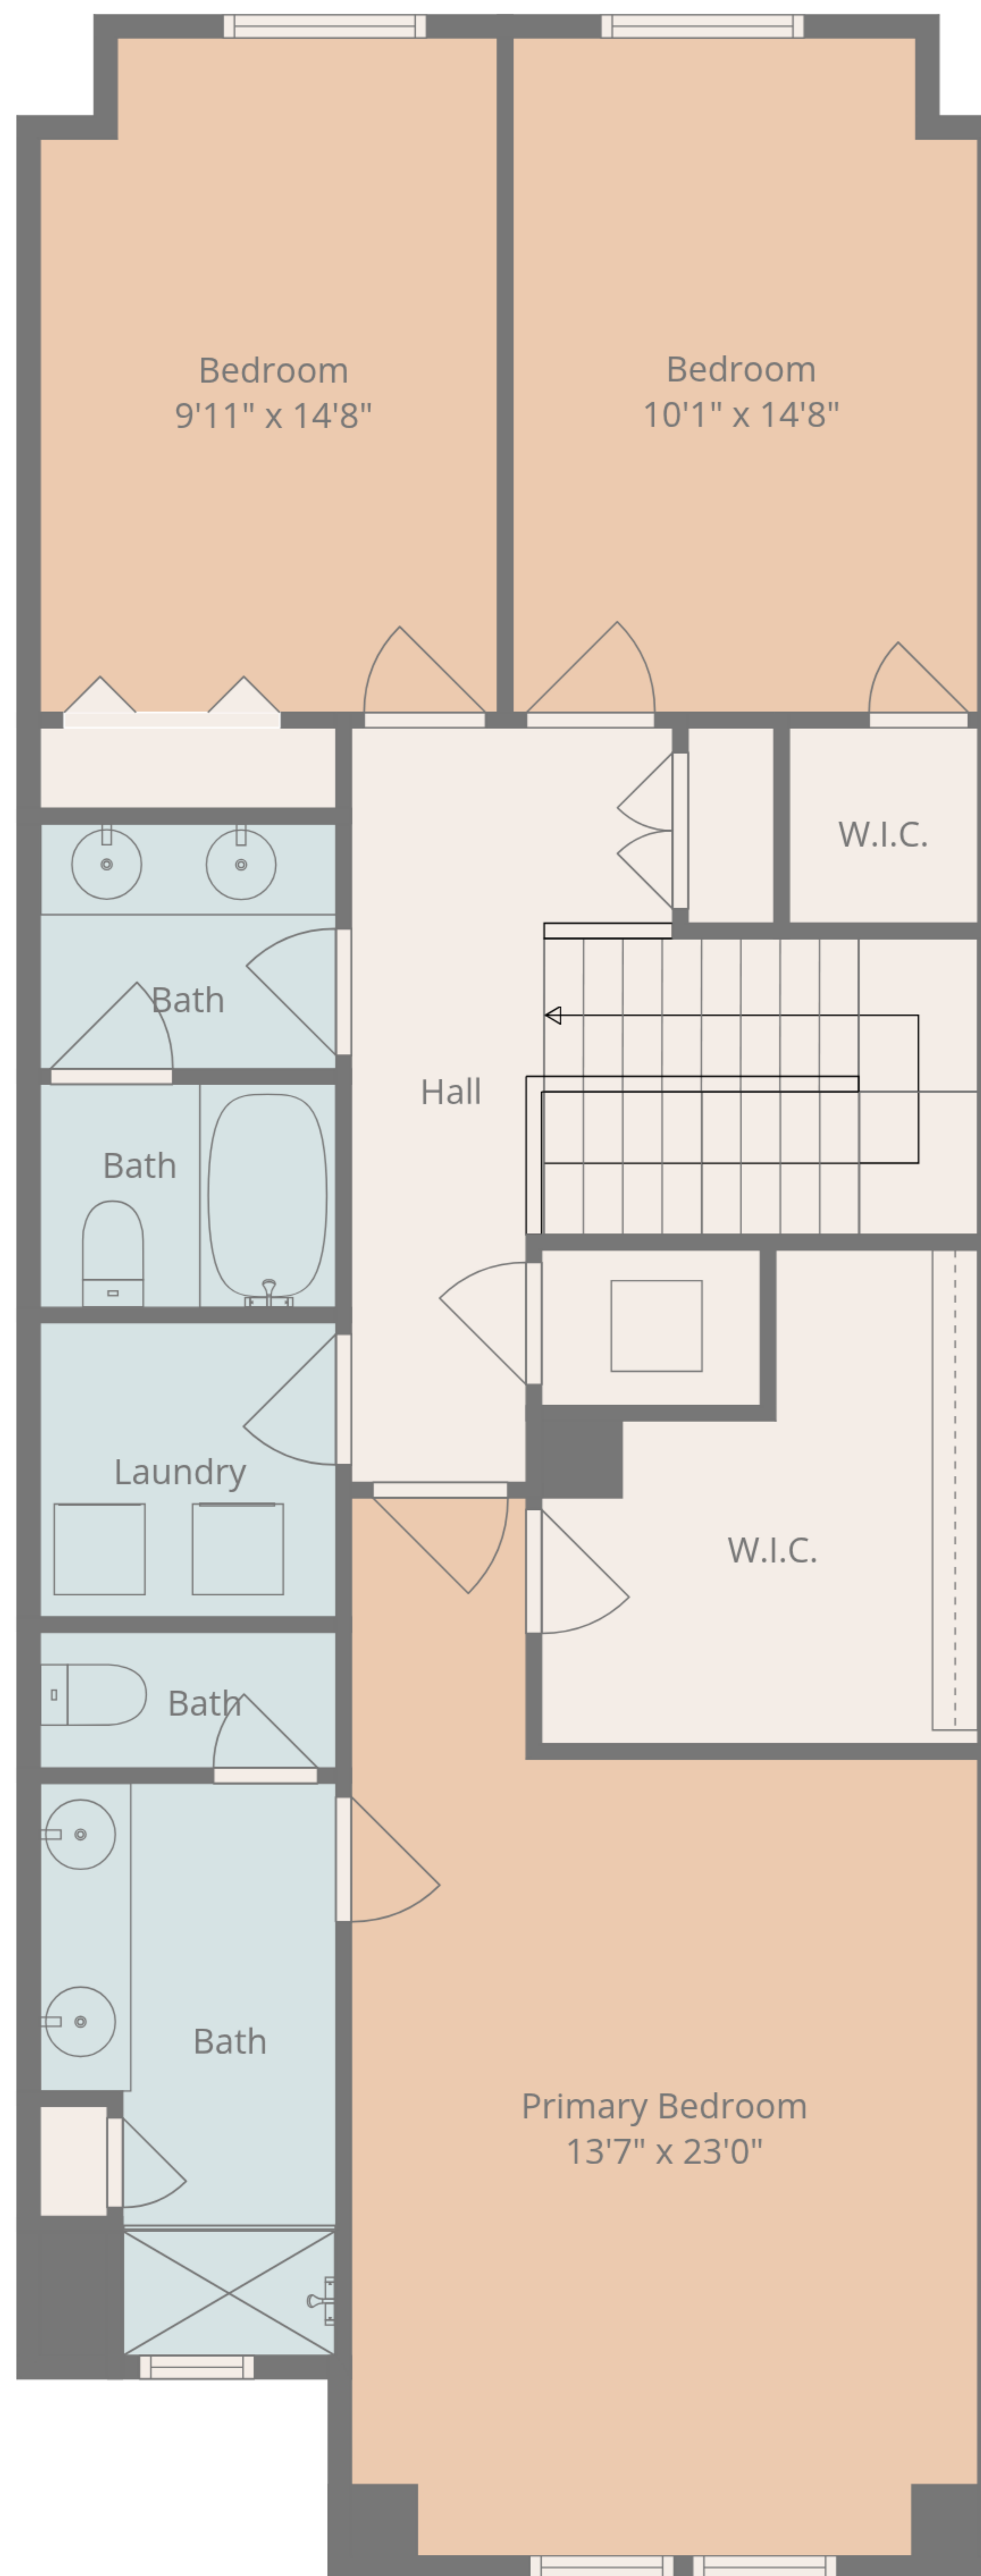 Bedroom
9'11" x 14'8"
Bedroom
10'1" x 14'8"
W.I.C.
Bath
Hall
Bath
Laundry
W.I.C.
Bath
Bath
Primary Bedroom
13'7" x 23'0"